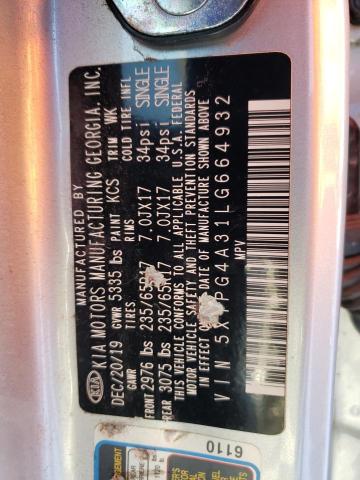 MANUFACTURED BY
KIA KIA MOTORS MANUFACTURING GEORGIA, INC.
DEC/20/19 GVWR 5335 lbs PAINT KCS TRIM WK
GAWR TIRES RIMS COLD TIRE INFL
FRONT 2976 lbs 235/65R17 7.0JX17 34psi SINGLE
REAR 3075 lbs 235/65 7.0JX17 34psi SINGLE
THIS VEHICLE CONFORMS TO ALL APPLICABLE U.S.A. FEDERAL
MOTOR VEHICLE SAFETY AND THEFT PREVENTION STANDARDS
IN EFFECT ON DATE OF MANUFACTURE SHOWN ABOVE
VIN 5XYPG4A31LG664932
MPV
6110